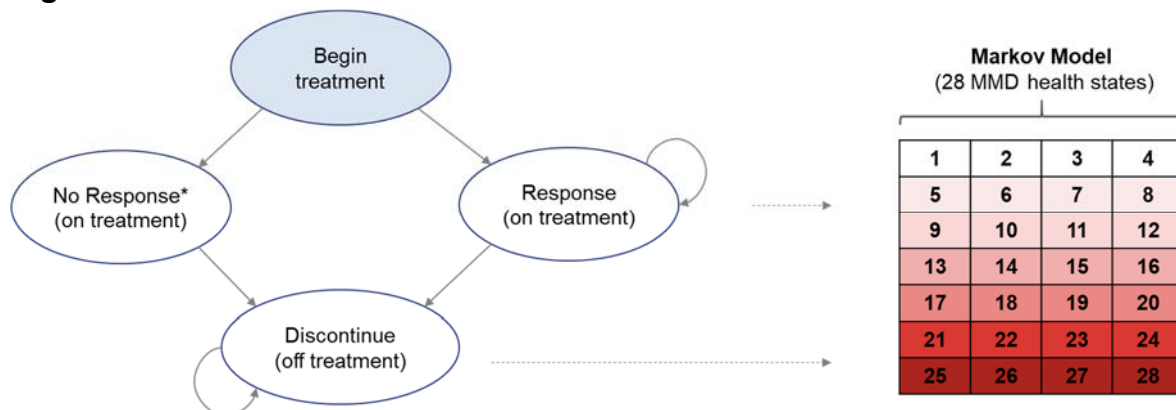 Begin
treatment
No Response*
(on treatment)
Response
(on treatment)
Discontinue
(off treatment)
Markov Model
(28 MMD health states)
1 2 3 4
5 6 7 8
9 10 11 12
13 14 15 16
17 18 19 20
21 22 23 24
25 26 27 28